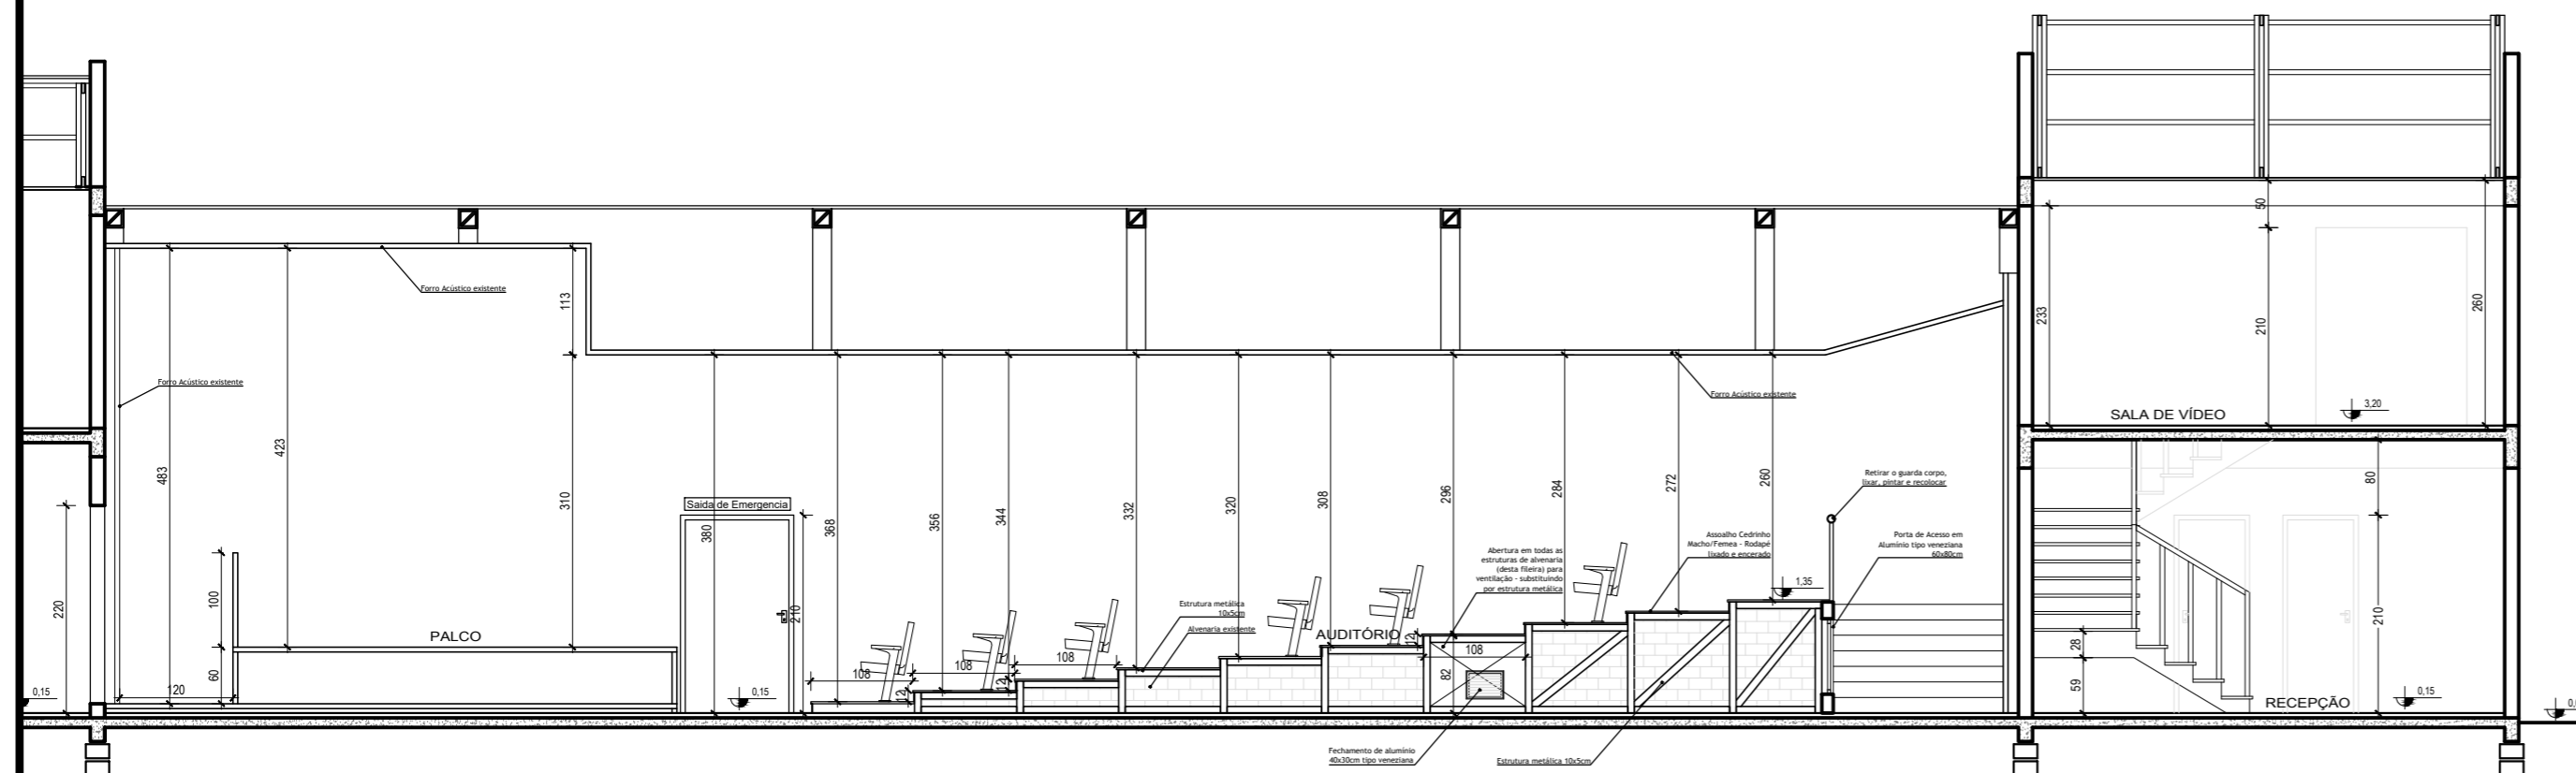 50
113
233
210
260
Forro Acústico existente
Forro Acústico existente
Forro Acústico existente
SALA DE VÍDEO
3,20
483
423
310
380
368
356
344
332
320
308
296
284
272
260
Saída de Emergencia
210
220
100
60
120
PALCO
0,15
0,15
108
12
108
12
108
Estrutura metálica
10x5cm
Alvenaria existente
AUDITÓRIO
12
108
82
Abertura em todas as
estruturas de alvenaria
(desta fileira) para
ventilação - substituindo
por estrutura metálica
Assoalho Cedrinho
Macho/Femea - Rodapé
lixado e encerado
Retirar o guarda corpo,
lixar, pintar e recolocar
Porta de Acesso em
Alumínio tipo veneziana
60x80cm
1,35
80
210
28
59
RECEPÇÃO
0,15
Fechamento de alumínio
40x30cm tipo veneziana
Estrutura metálica 10x5cm